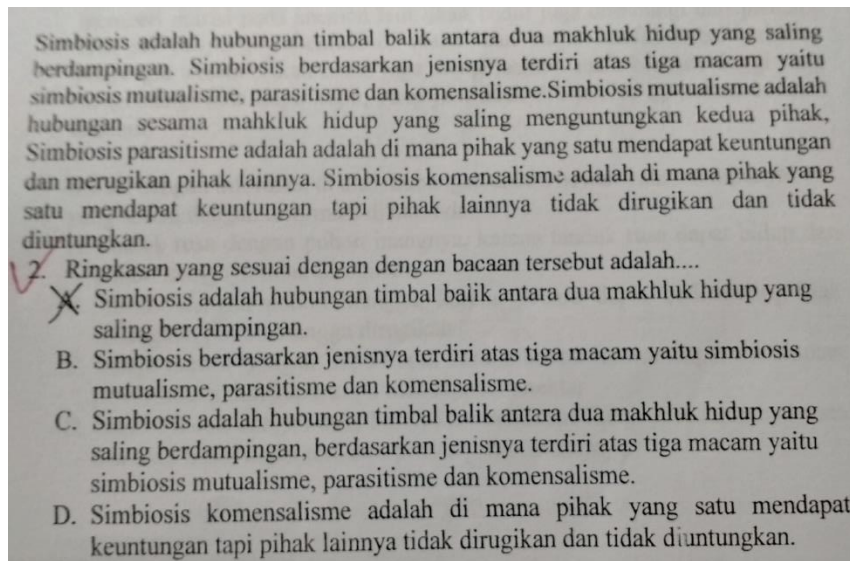 Simbiosis adalah hubungan timbal balik antara dua makhluk hidup yang saling
berdampingan. Simbiosis berdasarkan jenisnya terdiri atas tiga macam yaitu
simbiosis mutualisme, parasitisme dan komensalisme.Simbiosis mutualisme adalah
hubungan sesama mahkluk hidup yang saling menguntungkan kedua pihak,
Simbiosis parasitisme adalah adalah di mana pihak yang satu mendapat keuntungan
dan merugikan pihak lainnya. Simbiosis komensalisme adalah di mana pihak yang
satu mendapat keuntungan tapi pihak lainnya tidak dirugikan dan tidak
diuntungkan.
2. Ringkasan yang sesuai dengan dengan bacaan tersebut adalah....
A. Simbiosis adalah hubungan timbal balik antara dua makhluk hidup yang
saling berdampingan.
B. Simbiosis berdasarkan jenisnya terdiri atas tiga macam yaitu simbiosis
mutualisme, parasitisme dan komensalisme.
C. Simbiosis adalah hubungan timbal balik antara dua makhluk hidup yang
saling berdampingan, berdasarkan jenisnya terdiri atas tiga macam yaitu
simbiosis mutualisme, parasitisme dan komensalisme.
D. Simbiosis komensalisme adalah di mana pihak yang satu mendapat
keuntungan tapi pihak lainnya tidak dirugikan dan tidak diuntungkan.